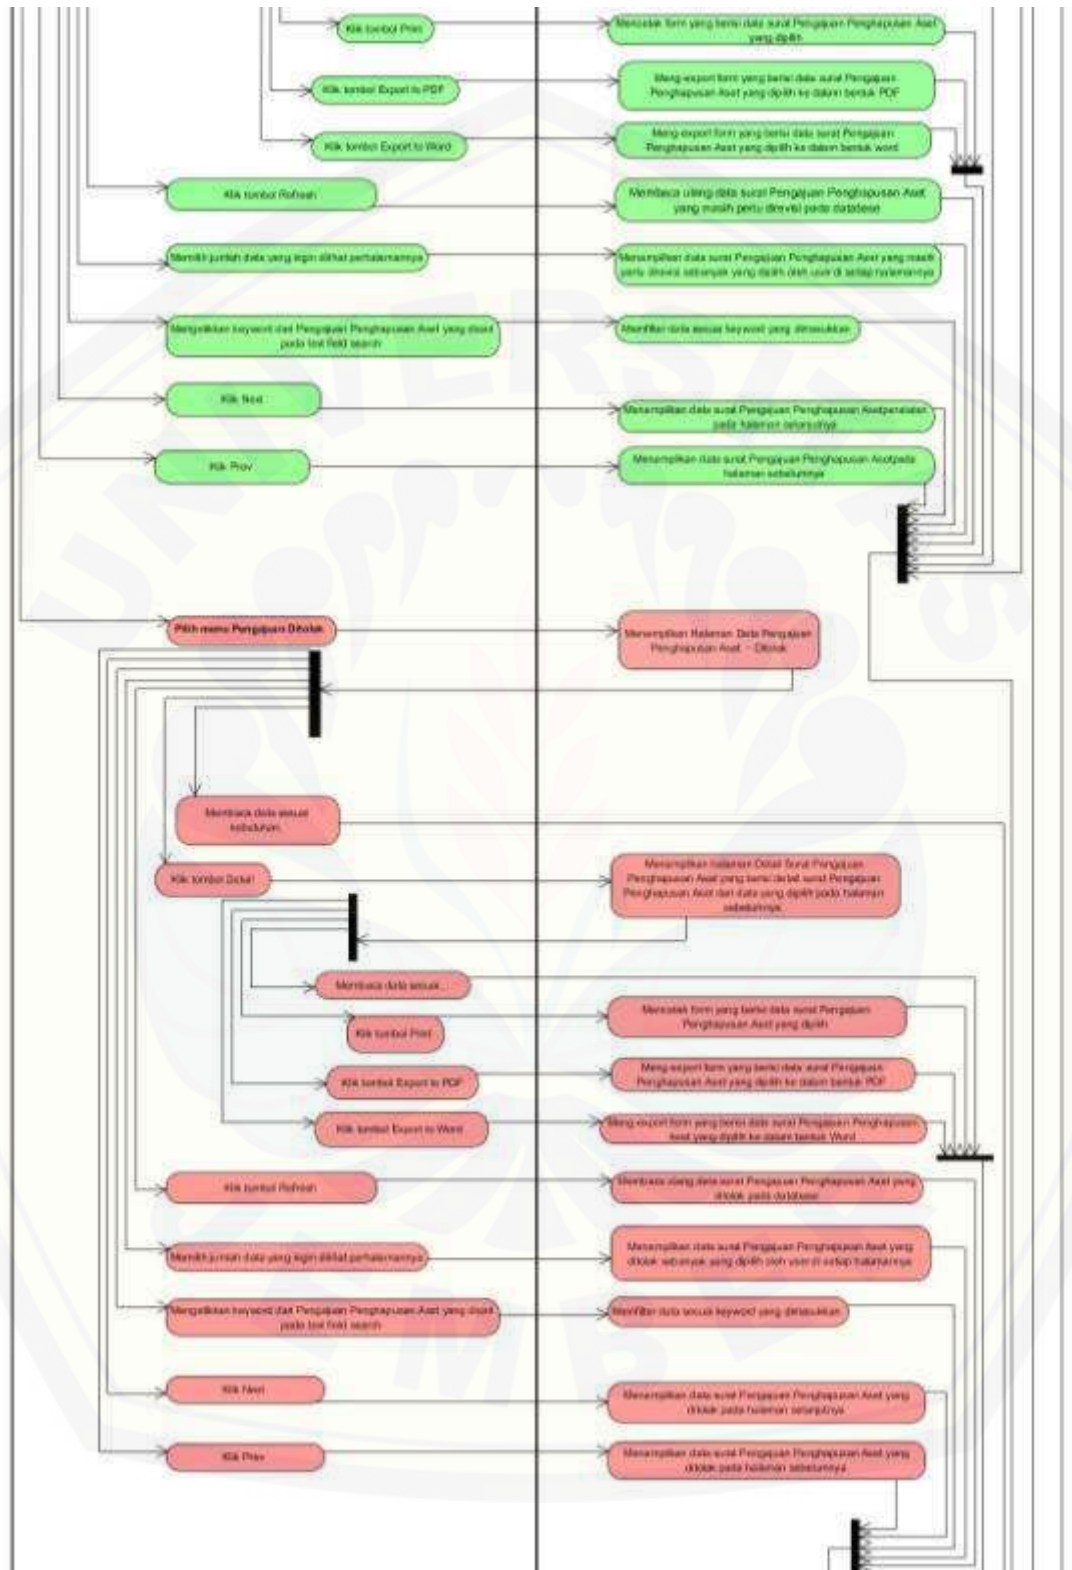 Klik tombol Print
Mencetak form yang berisi data surat Pengajuan Penghapusan Aset
yang dipilih
Klik tombol Export to PDF
Meng-export form yang berisi data surat Pengajuan
Penghapusan Aset yang dipilih ke dalam bentuk PDF
Klik tombol Export to Word
Meng-export form yang berisi data surat Pengajuan
Penghapusan Aset yang dipilih ke dalam bentuk word
Klik tombol Refresh
Membaca ulang data surat Pengajuan Penghapusan Aset
yang masih perlu direvisi pada database
Memilih jumlah data yang ingin dilihat perhalamannya
Menampilkan data surat Pengajuan Penghapusan Aset yang masih
perlu direvisi sebanyak yang dipilih oleh user di setiap halamannya
Mengetikkan keyword dari Pengajuan Penghapusan Aset yang dicari
pada text field search
Memfilter data sesuai keyword yang dimasukkan
Klik Next
Menampilkan data surat Pengajuan Penghapusan Asetperalatan
pada halaman selanjutnya
Klik Prev
Menampilkan data surat Pengajuan Penghapusan Asetpada
halaman sebelumnya
Pilih menu Pengajuan Ditolak
Menampilkan Halaman Data Pengajuan
Penghapusan Aset - Ditolak
Membaca data sesuai
kebutuhan
Klik tombol Detail
Menampilkan halaman Detail Surat Pengajuan
Penghapusan Aset yang berisi detail surat Pengajuan
Penghapusan Aset dari data yang dipilih pada halaman
sebelumnya
Membaca data sesuai
Mencetak form yang berisi data surat Pengajuan
Penghapusan Aset yang dipilih
Klik tombol Print
Klik tombol Export to PDF
Meng-export form yang berisi data surat Pengajuan
Penghapusan Aset yang dipilih ke dalam bentuk PDF
Klik tombol Export to Word
Meng-export form yang berisi data surat Pengajuan Penghapusan
Aset yang dipilih ke dalam bentuk Word
Klik tombol Refresh
Membaca ulang data surat Pengajuan Penghapusan Aset yang
ditolak pada database
Memilih jumlah data yang ingin dilihat perhalamannya
Menampilkan data surat Pengajuan Penghapusan Aset yang
ditolak sebanyak yang dipilih oleh user di setiap halamannya
Mengetikkan keyword dari Pengajuan Penghapusan Aset yang dicari
pada text field search
Memfilter data sesuai keyword yang dimasukkan
Klik Next
Menampilkan data surat Pengajuan Penghapusan Aset yang
ditolak pada halaman selanjutnya
Klik Prev
Menampilkan data surat Pengajuan Penghapusan Aset yang
ditolak pada halaman sebelumnya
UNIVERSITAS